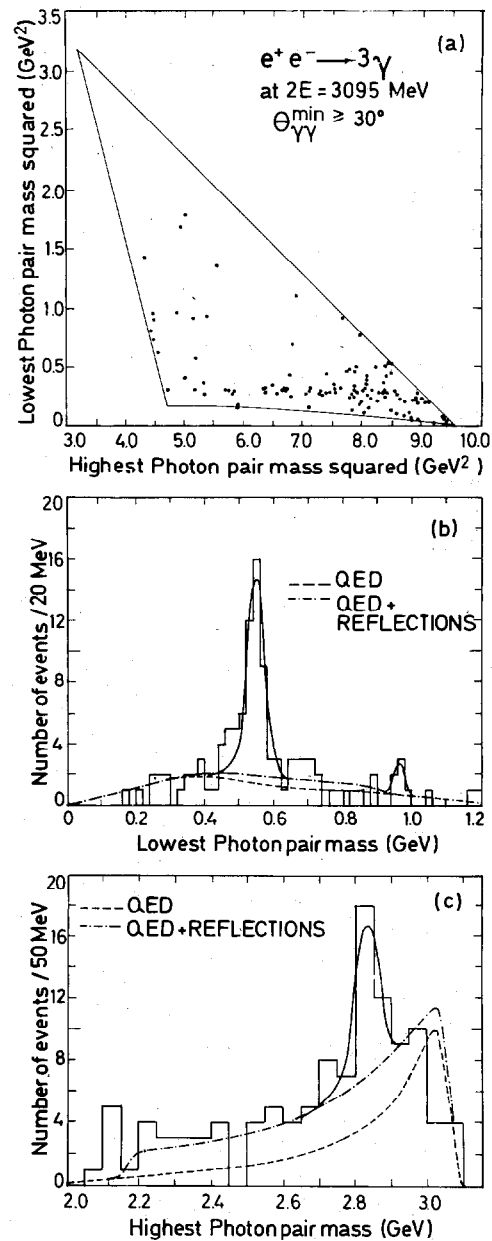 (a)
e+ e- → 3γ
at 2E = 3095 MeV
Θγγ min ≥ 30°
Lowest Photon pair mass squared (GeV²)
3.5
3.0
2.5
2.0
1.5
1.0
0.5
0
3.0 4.0 5.0 6.0 7.0 8.0 9.0 10.0
Highest Photon pair mass squared (GeV²)
(b)
QED
QED +
REFLECTIONS
Number of events / 20 MeV
20
16
12
8
4
0
0 0.2 0.4 0.6 0.8 1.0 1.2
Lowest Photon pair mass (GeV)
(c)
QED
QED+REFLECTIONS
Number of events / 50 MeV
20
16
12
8
4
0
2.0 2.2 2.4 2.6 2.8 3.0
Highest Photon pair mass (GeV)